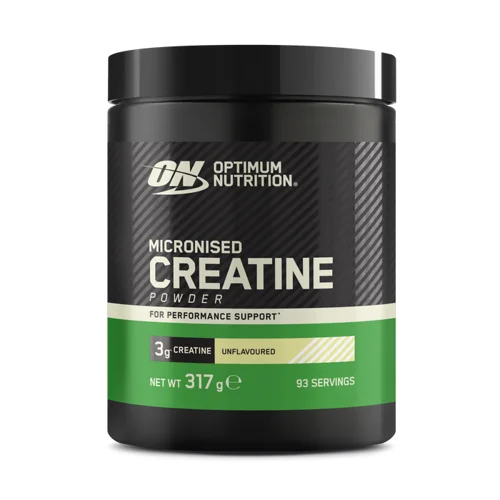 ON OPTIMUM
NUTRITION®
MICRONISED
CREATINE
POWDER
FOR PERFORMANCE SUPPORT*
3g CREATINE UNFLAVOURED
NET WT 317g ℮ 93 SERVINGS